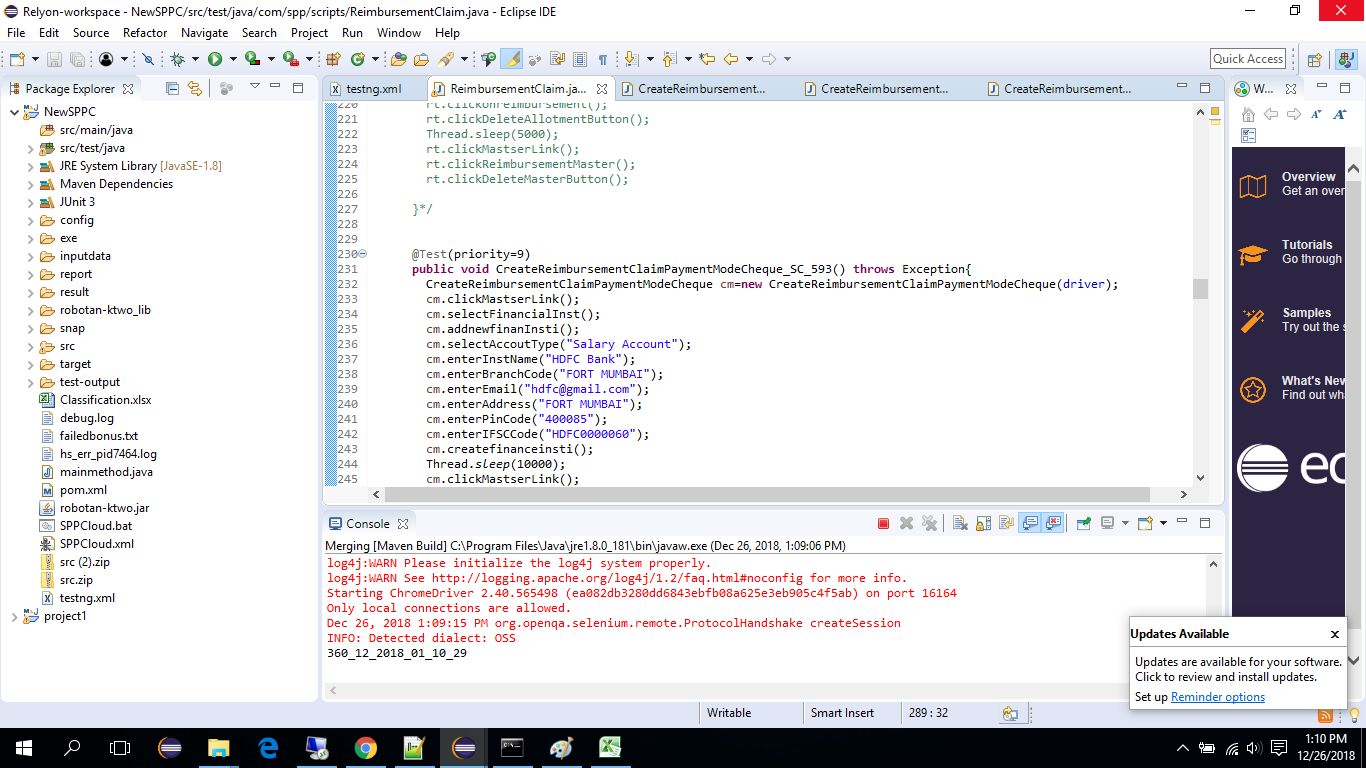 Relyon-workspace - NewSPPC/src/test/java/com/spp/scripts/ReimbursementClaim.java - Eclipse IDE
File Edit Source Refactor Navigate Search Project Run Window Help
Quick Access
Package Explorer
NewSPPC
src/main/java
src/test/java
JRE System Library [JavaSE-1.8]
Maven Dependencies
JUnit 3
config
exe
inputdata
report
result
robotan-ktwo_lib
snap
src
target
test-output
Classification.xlsx
debug.log
failedbonus.txt
hs_err_pid7464.log
mainmethod.java
pom.xml
robotan-ktwo.jar
SPPCloud.bat
SPPCloud.xml
src (2).zip
src.zip
testng.xml
project1
testng.xml ReimbursementClaim.ja... CreateReimbursement... CreateReimbursement... CreateReimbursement...
220 rt.clickOnreimbursement();
221 rt.clickDeleteAllotmentButton();
222 Thread.sleep(5000);
223 rt.clickMastserLink();
224 rt.clickReimbursementMaster();
225 rt.clickDeleteMasterButton();
226
227 }*/
228
229
230 @Test(priority=9)
231 public void CreateReimbursementClaimPaymentModeCheque_SC_593() throws Exception{
232 CreateReimbursementClaimPaymentModeCheque cm=new CreateReimbursementClaimPaymentModeCheque(driver);
233 cm.clickMastserLink();
234 cm.selectFinancialInst();
235 cm.addnewfinanInsti();
236 cm.selectAccoutType("Salary Account");
237 cm.enterInstName("HDFC Bank");
238 cm.enterBranchCode("FORT MUMBAI");
239 cm.enterEmail("hdfc@gmail.com");
240 cm.enterAddress("FORT MUMBAI");
241 cm.enterPinCode("400085");
242 cm.enterIFSCCode("HDFC0000060");
243 cm.createfinanceinsti();
244 Thread.sleep(10000);
245 cm.clickMastserLink();
W...
Overview
Get an over
Tutorials
Go through
Samples
Try out the s
What's New
Find out wha
ec
Console
Merging [Maven Build] C:\Program Files\Java\jre1.8.0_181\bin\javaw.exe (Dec 26, 2018, 1:09:06 PM)
log4j:WARN Please initialize the log4j system properly.
log4j:WARN See http://logging.apache.org/log4j/1.2/faq.html#noconfig for more info.
Starting ChromeDriver 2.40.565498 (ea082db3280dd6843ebfb08a625e3eb905c4f5ab) on port 16164
Only local connections are allowed.
Dec 26, 2018 1:09:15 PM org.openqa.selenium.remote.ProtocolHandshake createSession
INFO: Detected dialect: OSS
360_12_2018_01_10_29
Updates Available
Updates are available for your software.
Click to review and install updates.
Set up Reminder options
Writable Smart Insert 289 : 32
1:10 PM
12/26/2018